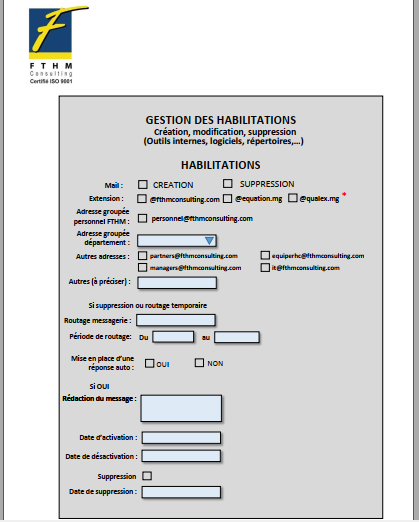 FTHM
Consulting
Certifié ISO 9001
GESTION DES HABILITATIONS
Création, modification, suppression
(Outils internes, logiciels, répertoires,...)
HABILITATIONS
Mail : CREATION SUPPRESSION
Extension : @fthmconsulting.com @equation.mg @qualex.mg *
Adresse groupée
personnel FTHM : personnel@fthmconsulting.com
Adresse groupée
département :
Autres adresses : partners@fthmconsulting.com equiperhc@fthmconsulting.com
managers@fthmconsulting.com it@fthmconsulting.com
Autres (à préciser) :
Si suppression ou routage temporaire
Routage messagerie :
Période de routage: Du au
Mise en place d'une
réponse auto : OUI NON
Si OUI
Rédaction du message :
Date d'activation :
Date de désactivation :
Suppression
Date de suppression :